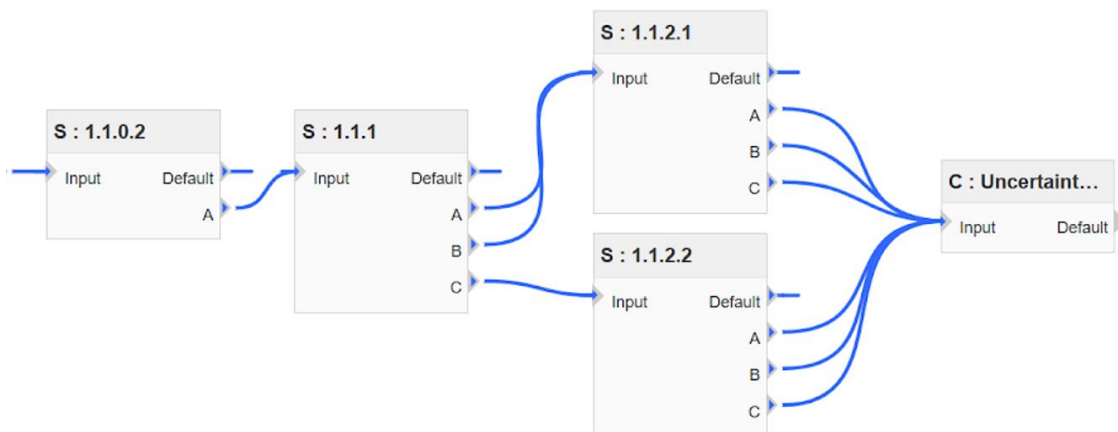 S : 1.1.0.2
Input Default
A
S : 1.1.1
Input Default
A
B
C
S : 1.1.2.1
Input Default
A
B
C
S : 1.1.2.2
Input Default
A
B
C
C : Uncertaint...
Input Default